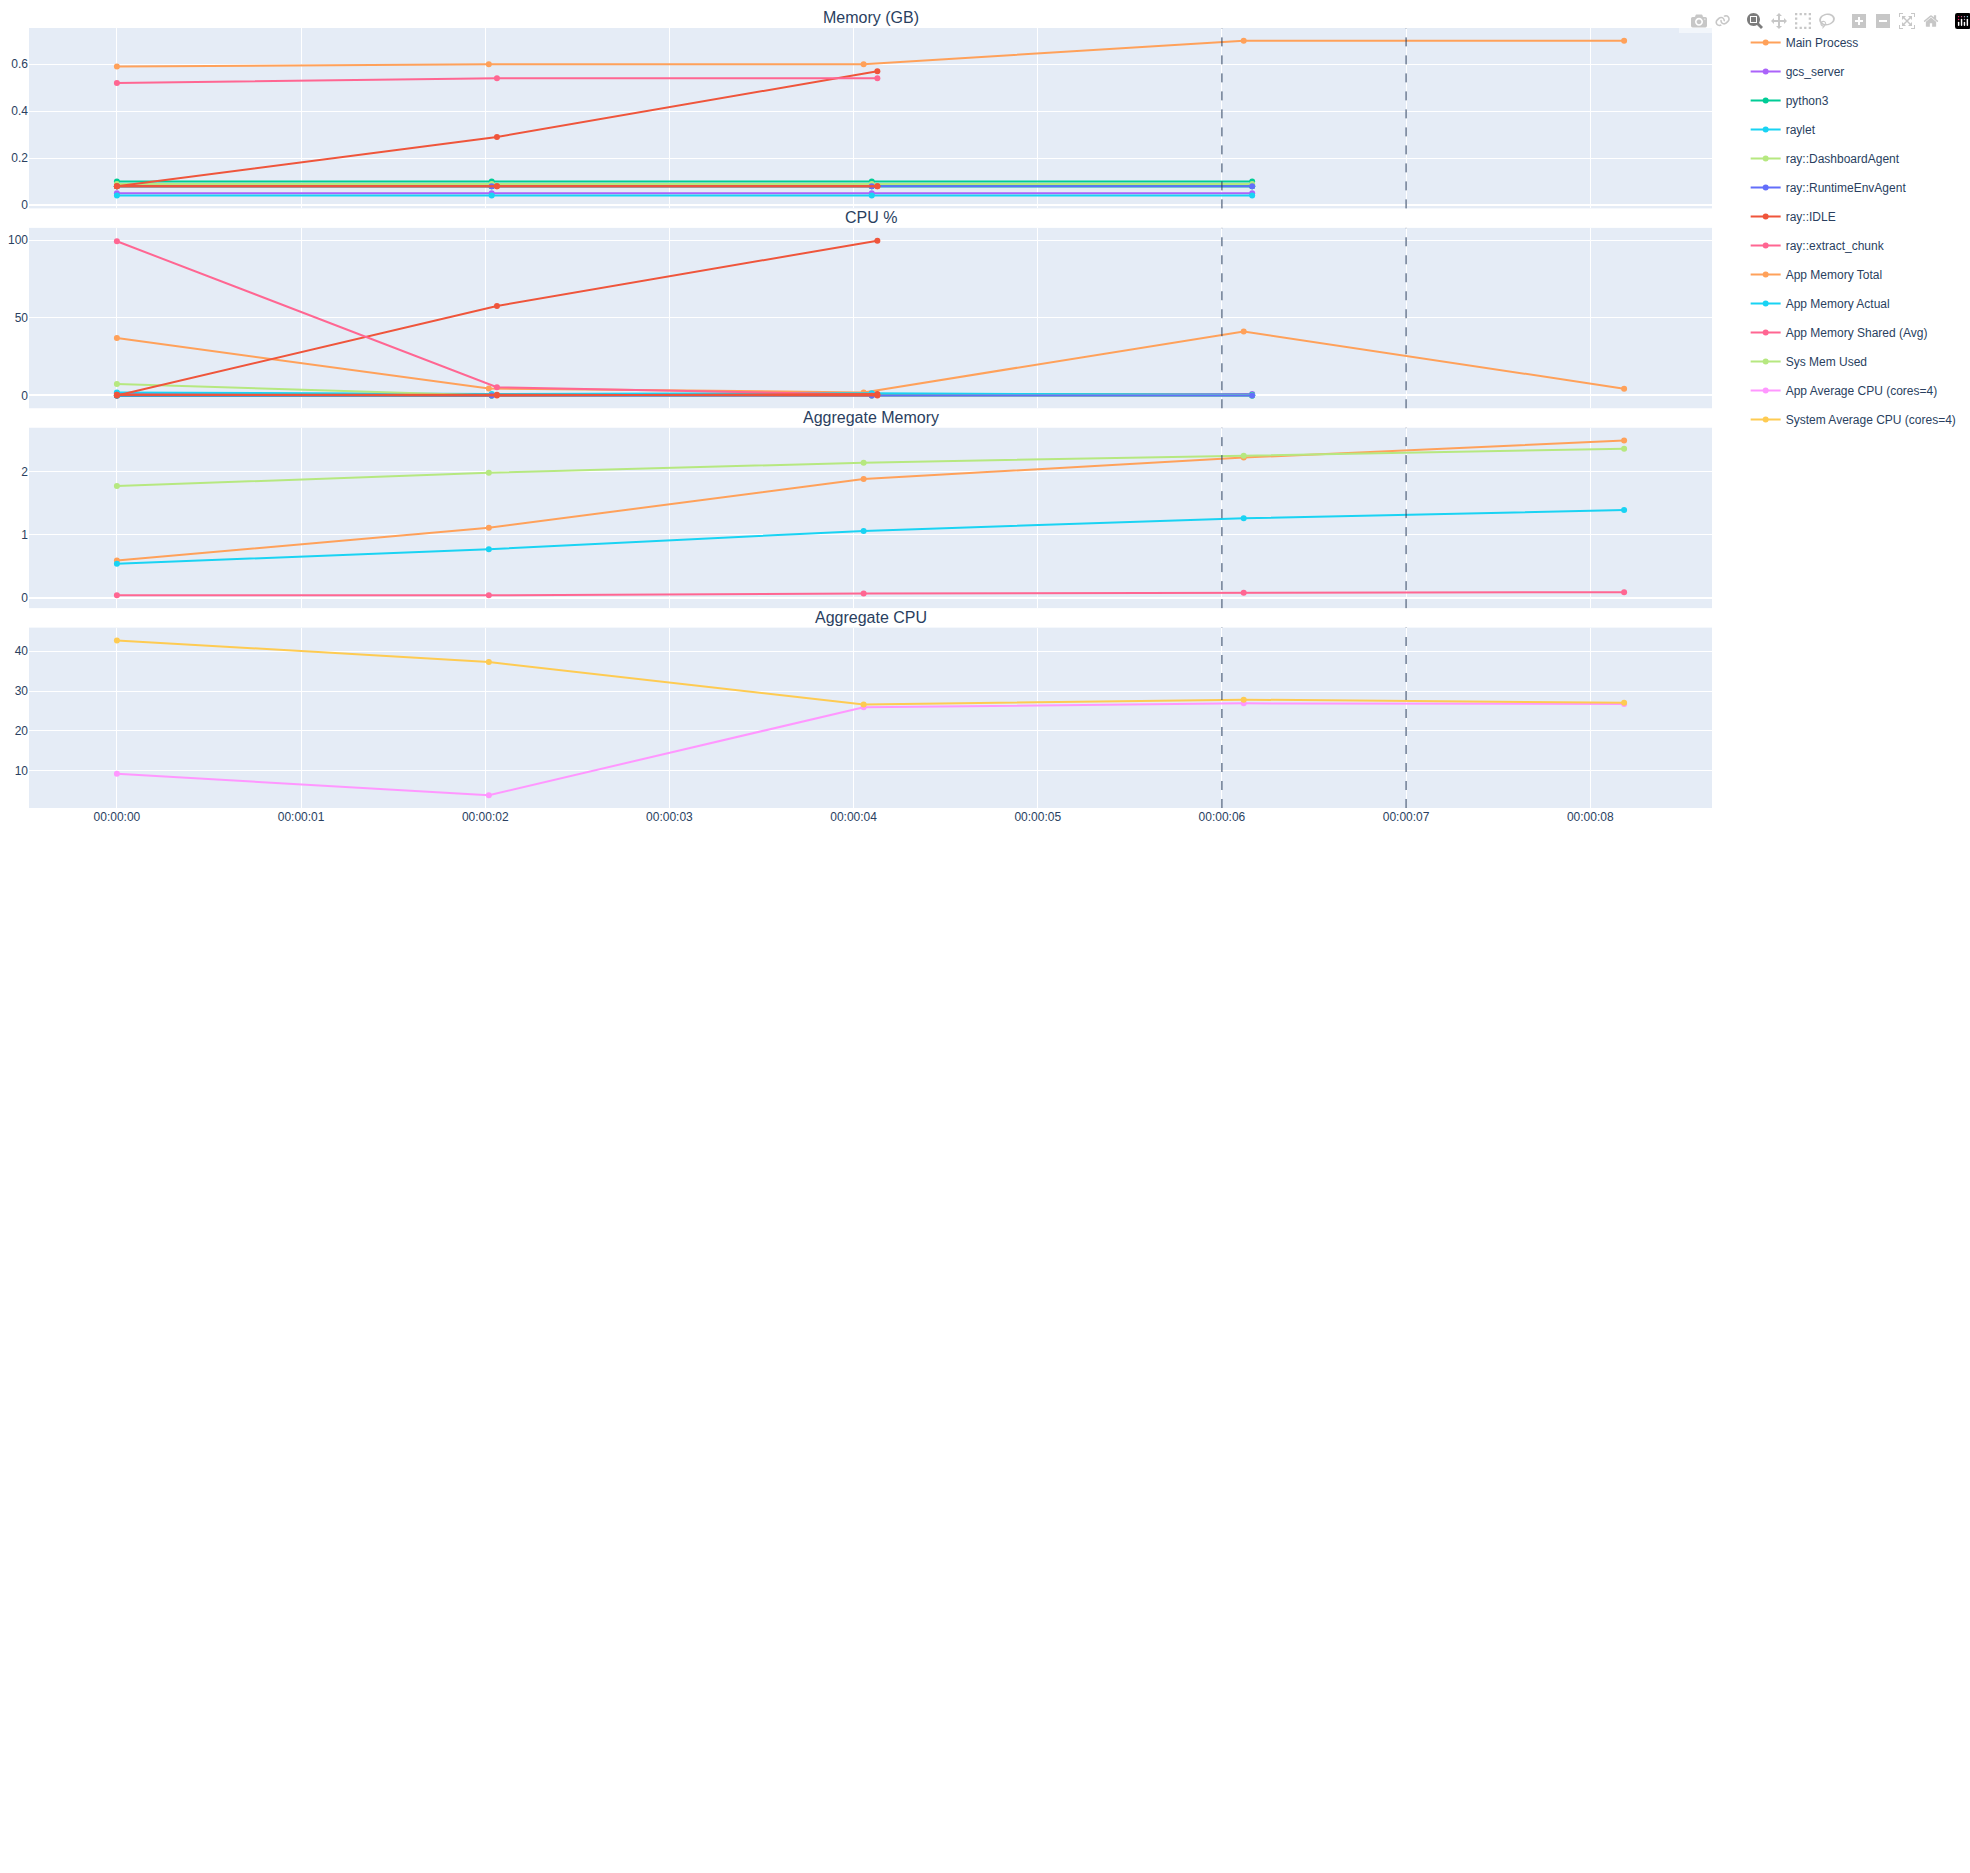 Memory (GB)
0.6
0.4
0.2
0
CPU %
100
50
0
Aggregate Memory
2
1
0
Aggregate CPU
40
30
20
10
00:00:00 00:00:01 00:00:02 00:00:03 00:00:04 00:00:05 00:00:06 00:00:07 00:00:08
Main Process
gcs_server
python3
raylet
ray::DashboardAgent
ray::RuntimeEnvAgent
ray::IDLE
ray::extract_chunk
App Memory Total
App Memory Actual
App Memory Shared (Avg)
Sys Mem Used
App Average CPU (cores=4)
System Average CPU (cores=4)